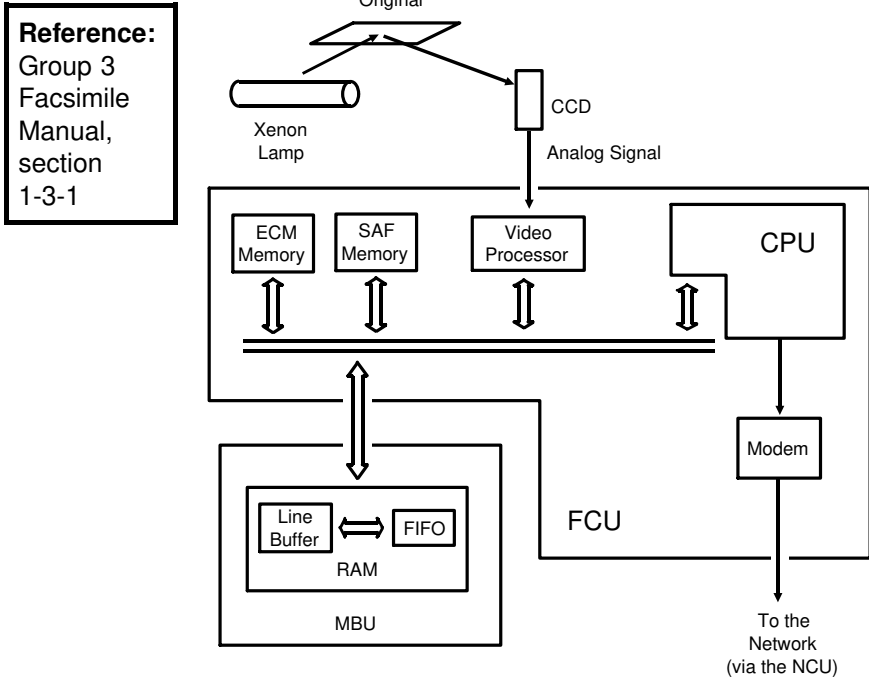 Original
Reference:
Group 3
Facsimile
Manual,
section
1-3-1
Xenon
Lamp
CCD
Analog Signal
ECM
Memory
SAF
Memory
Video
Processor
CPU
Modem
Line
Buffer
FIFO
RAM
MBU
FCU
To the
Network
(via the NCU)